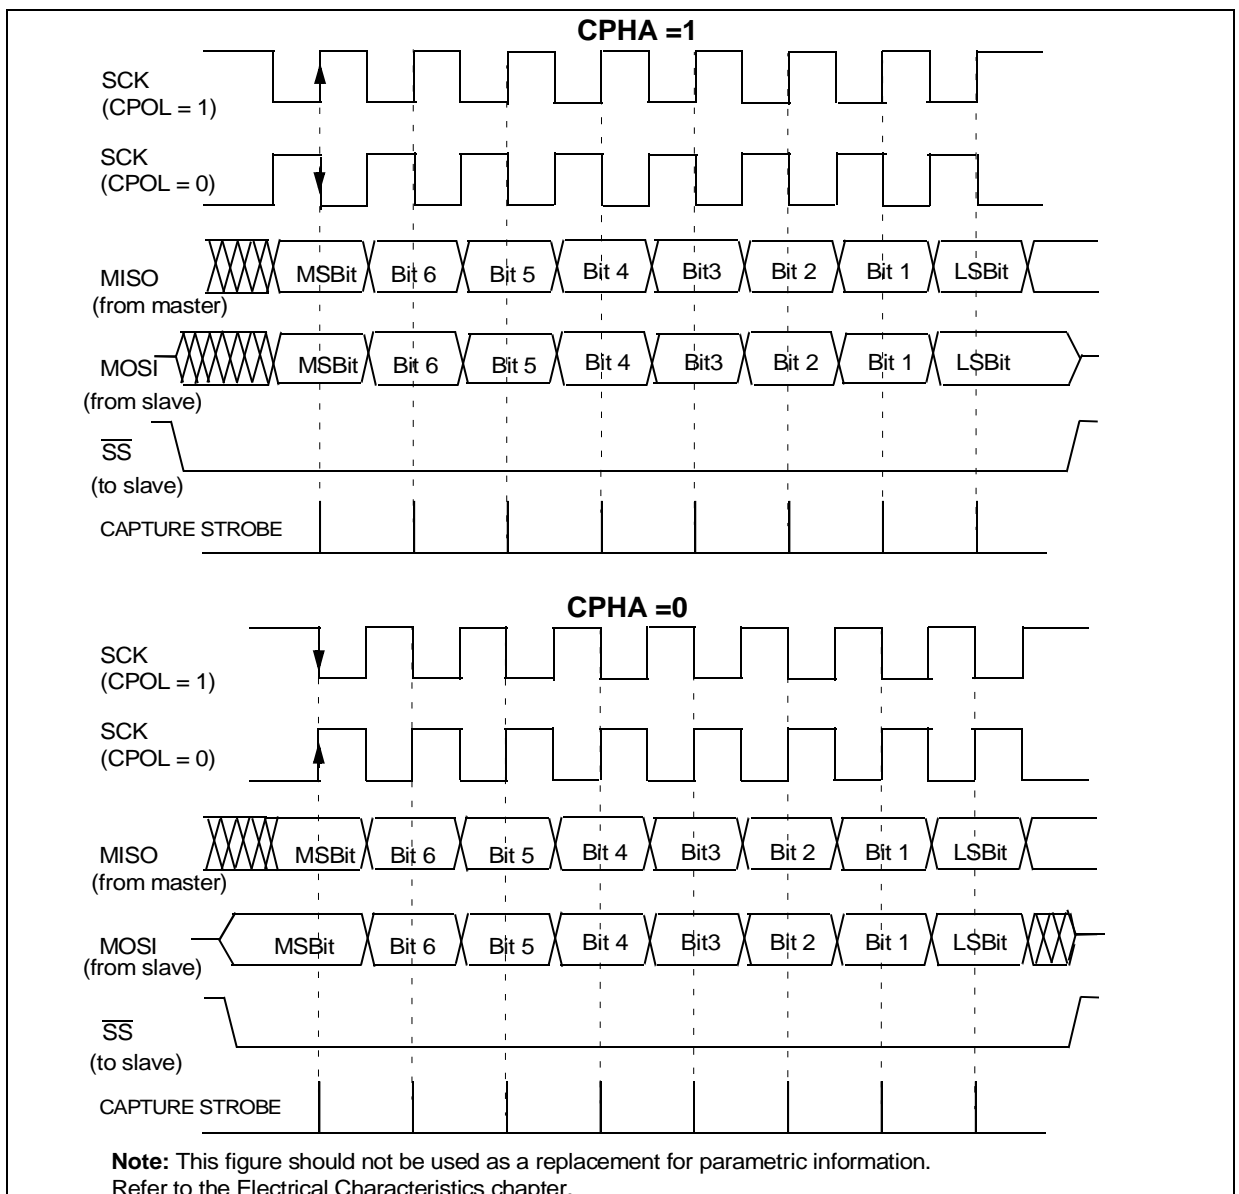 CPHA =1
SCK
(CPOL = 1)
SCK
(CPOL = 0)
MISO
(from master)
MSBit Bit 6 Bit 5 Bit 4 Bit3 Bit 2 Bit 1 LSBit
MOSI
(from slave)
MSBit Bit 6 Bit 5 Bit 4 Bit3 Bit 2 Bit 1 LSBit
SS
(to slave)
CAPTURE STROBE
CPHA =0
SCK
(CPOL = 1)
SCK
(CPOL = 0)
MISO
(from master)
MSBit Bit 6 Bit 5 Bit 4 Bit3 Bit 2 Bit 1 LSBit
MOSI
(from slave)
MSBit Bit 6 Bit 5 Bit 4 Bit3 Bit 2 Bit 1 LSBit
SS
(to slave)
CAPTURE STROBE
Note: This figure should not be used as a replacement for parametric information.
Refer to the Electrical Characteristics chapter.